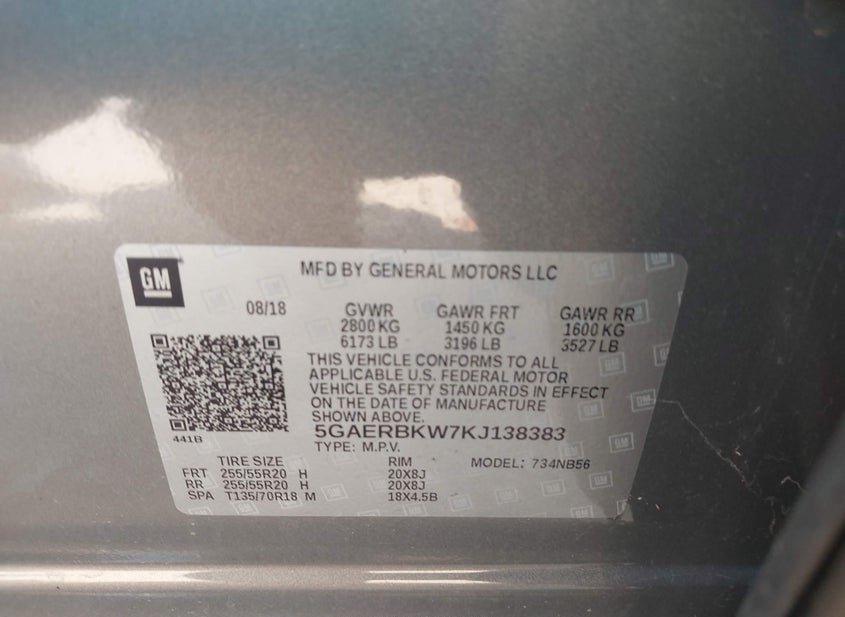 GM
MFD BY GENERAL MOTORS LLC
08/18 GVWR GAWR FRT GAWR RR
2800 KG 1450 KG 1600 KG
6173 LB 3196 LB 3527 LB
THIS VEHICLE CONFORMS TO ALL
APPLICABLE U.S. FEDERAL MOTOR
VEHICLE SAFETY STANDARDS IN EFFECT
ON THE DATE OF MANUFACTURE
SHOWN ABOVE.
441B
5GAERBKW7KJ138383
TYPE: M.P.V.
TIRE SIZE RIM MODEL: 734NB56
FRT 255/55R20 H 20X8J
RR 255/55R20 H 20X8J
SPA T135/70R18 M 18X4.5B